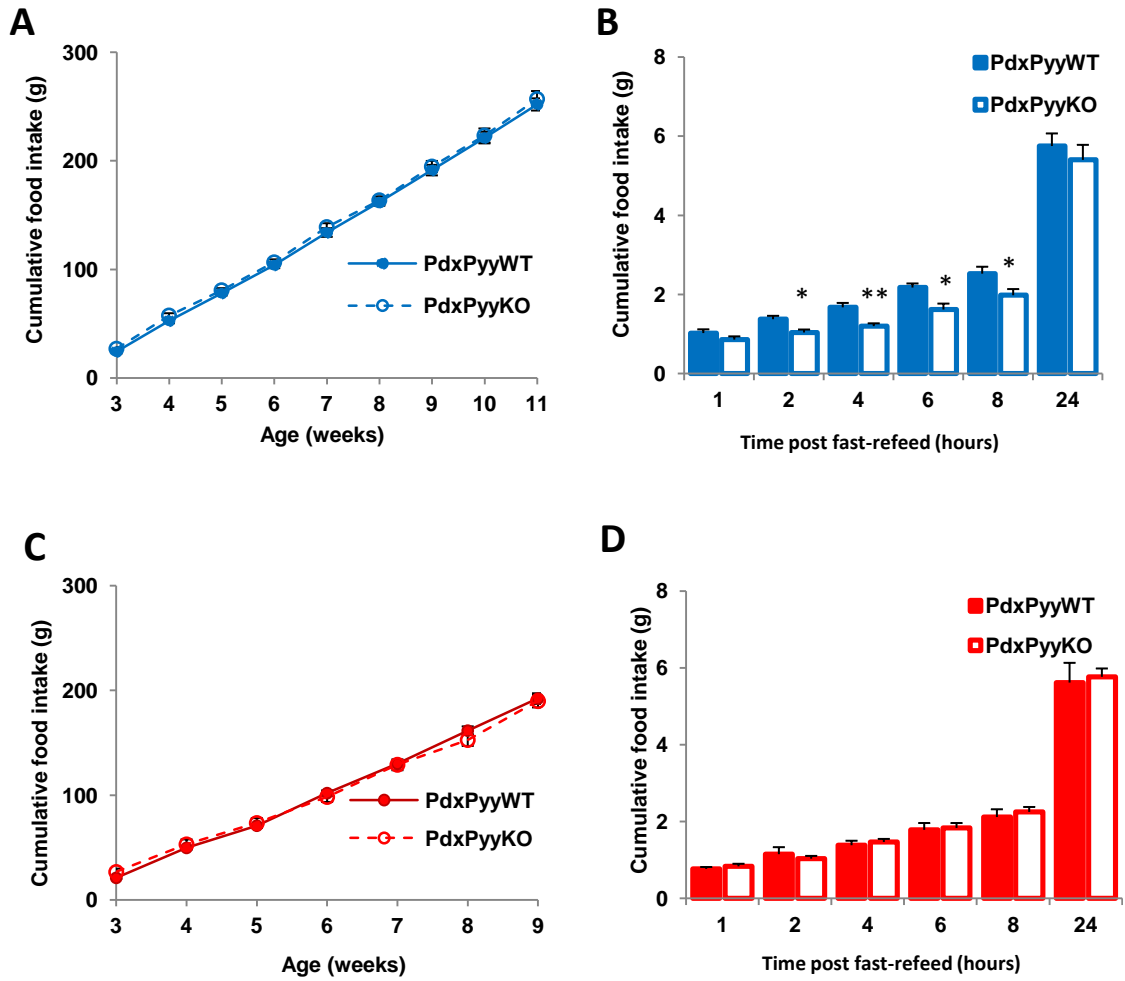 A
Cumulative food intake (g)
300
200
100
0
3 4 5 6 7 8 9 10 11
Age (weeks)
PdxPyyWT
PdxPyyKO
B
Cumulative food intake (g)
8
6
4
2
0
PdxPyyWT
PdxPyyKO
* ** * *
1 2 4 6 8 24
Time post fast-refeed (hours)
C
Cumulative food intake (g)
300
200
100
0
3 4 5 6 7 8 9
Age (weeks)
PdxPyyWT
PdxPyyKO
D
Cumulative food intake (g)
8
6
4
2
0
PdxPyyWT
PdxPyyKO
1 2 4 6 8 24
Time post fast-refeed (hours)